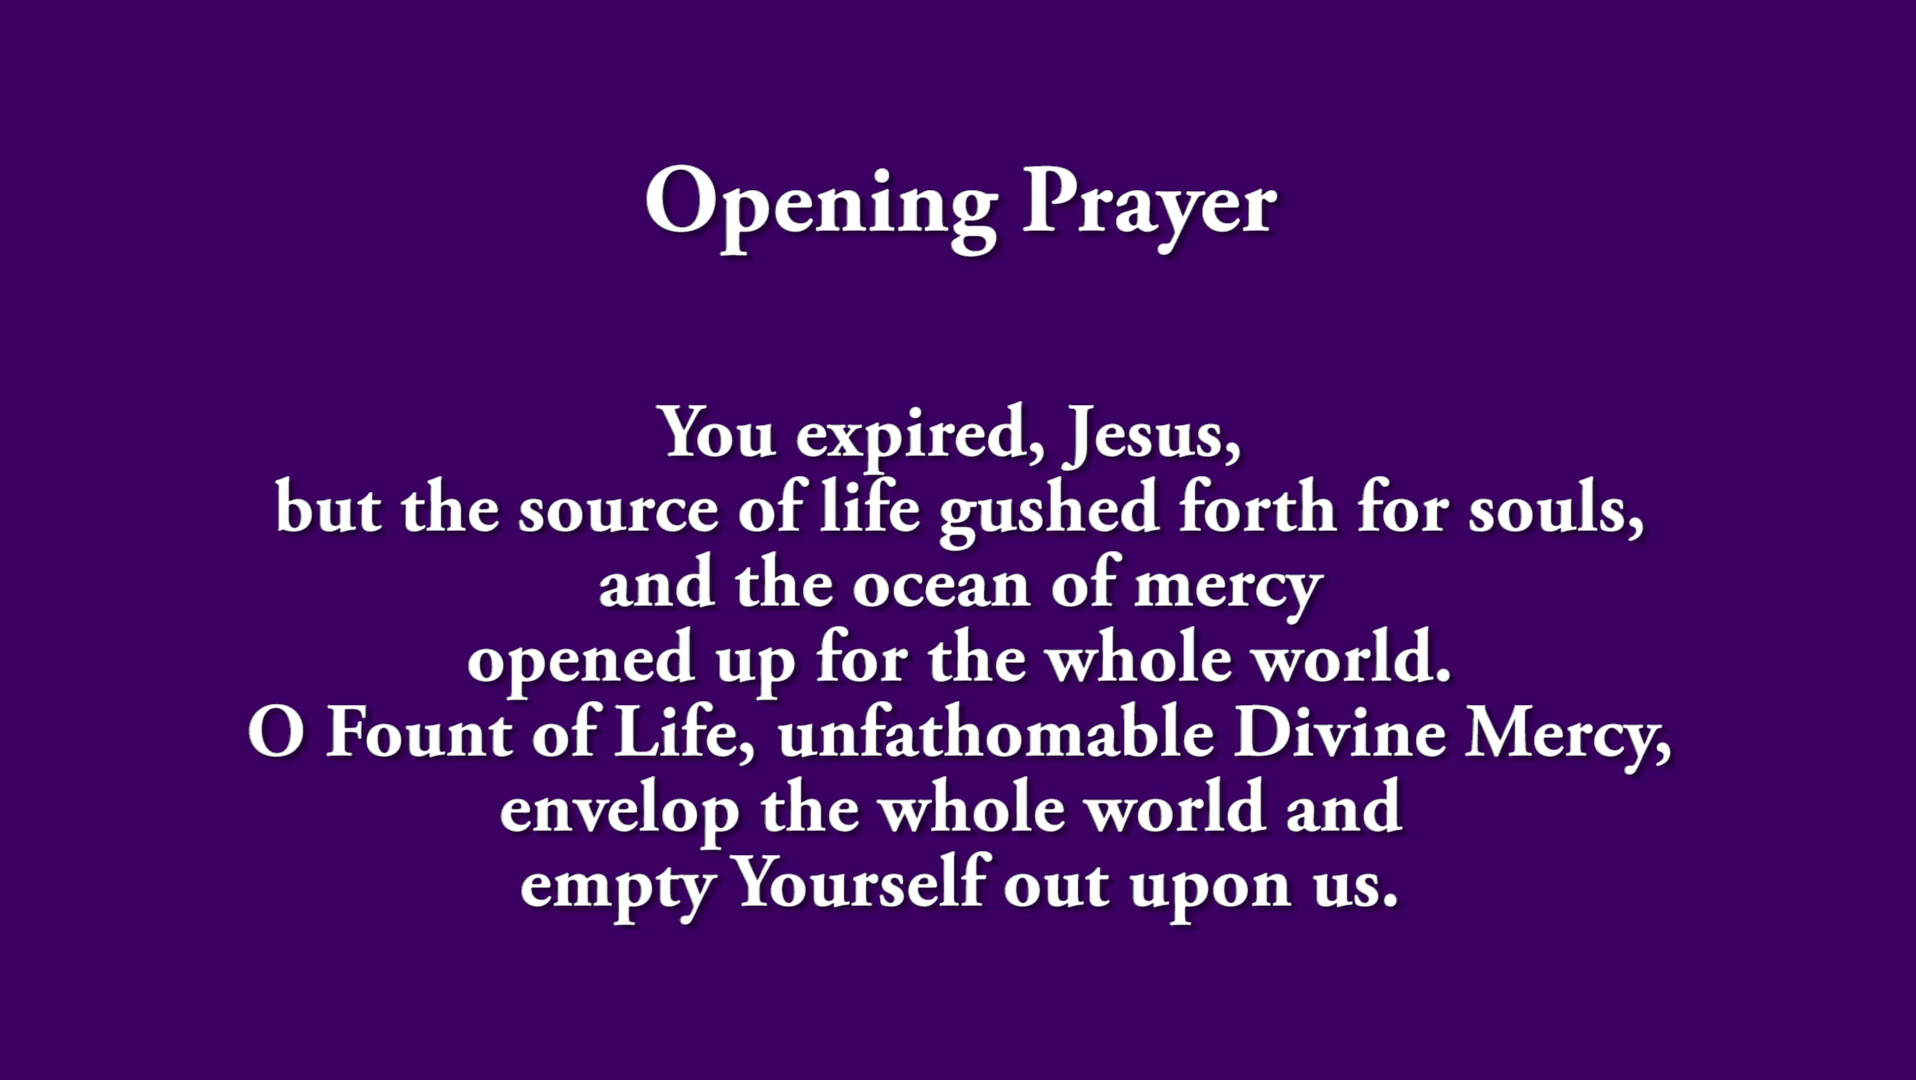 Opening Prayer
You expired, Jesus,
but the source of life gushed forth for souls,
and the ocean of mercy
opened up for the whole world.
O Fount of Life, unfathomable Divine Mercy,
envelop the whole world and
empty Yourself out upon us.